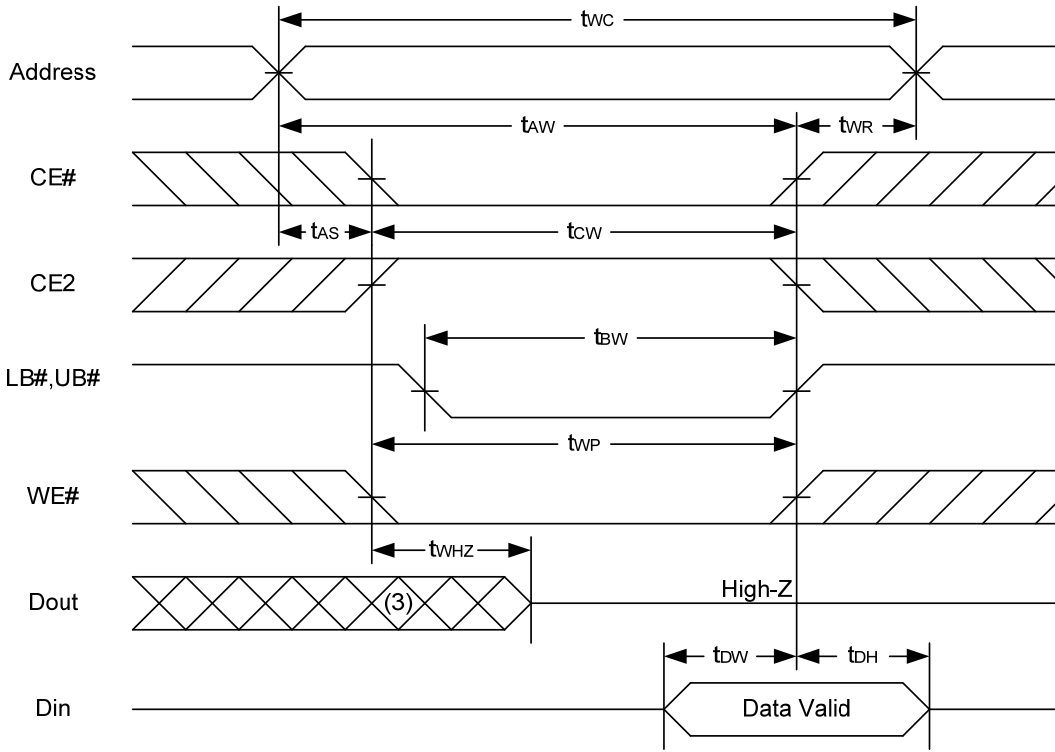 tWC
Address
tAW
tWR
CE#
tAS
tCW
CE2
tBW
LB#,UB#
tWP
WE#
tWHZ
Dout
(3)
High-Z
tDW
tDH
Din
Data Valid